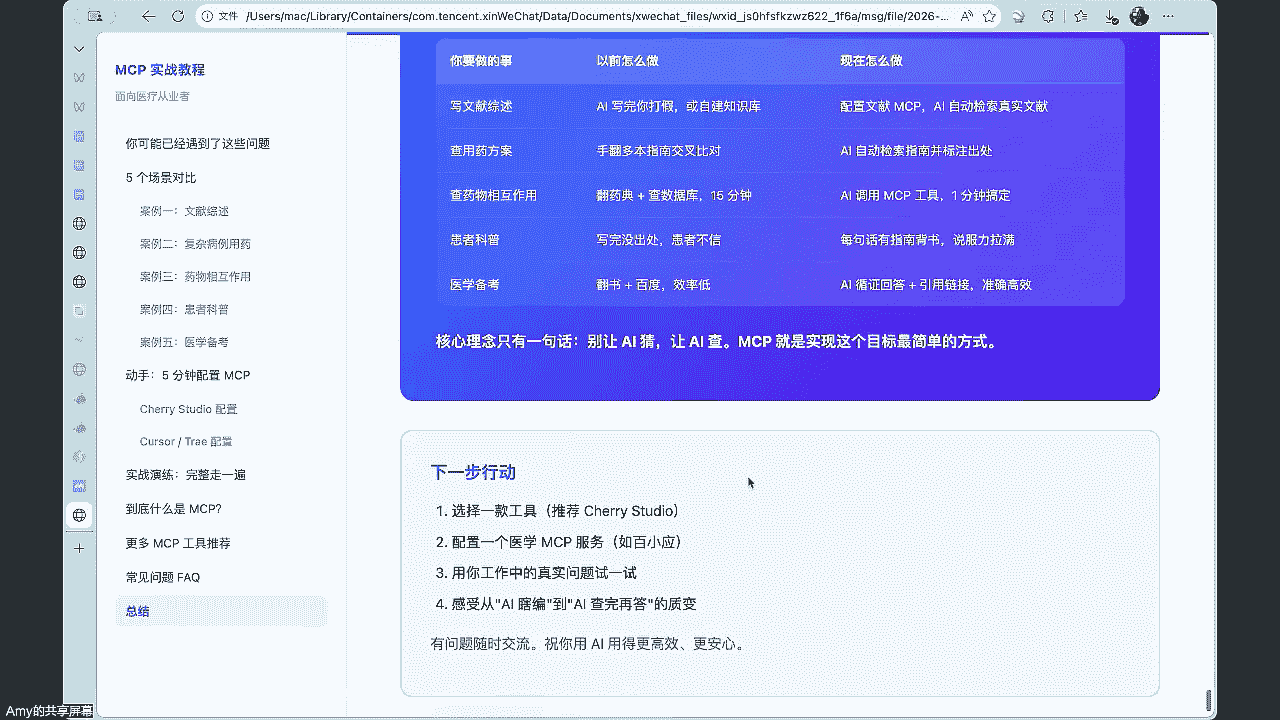 文件 /Users/mac/Library/Containers/com.tencent.xinWeChat/Data/Documents/xwechat_files/wxid_js0hfsfkzwz622_1f6a/msg/file/2026-...
MCP 实战教程
面向医疗从业者
你可能已经遇到了这些问题
5 个场景对比
案例一：文献综述
案例二：复杂病例用药
案例三：药物相互作用
案例四：患者科普
案例五：医学备考
动手：5 分钟配置 MCP
Cherry Studio 配置
Cursor / Trae 配置
实战演练：完整走一遍
到底什么是 MCP?
更多 MCP 工具推荐
常见问题 FAQ
总结
你要做的事 以前怎么做 现在怎么做
写文献综述 AI 写完你打假，或自建知识库 配置文献 MCP，AI 自动检索真实文献
查用药方案 手翻多本指南交叉比对 AI 自动检索指南并标注出处
查药物相互作用 翻药典 + 查数据库，15 分钟 AI 调用 MCP 工具，1 分钟搞定
患者科普 写完没出处，患者不信 每句话有指南背书，说服力拉满
医学备考 翻书 + 百度，效率低 AI 循证回答 + 引用链接，准确高效
核心理念只有一句话：别让 AI 猜，让 AI 查。MCP 就是实现这个目标最简单的方式。
下一步行动
1. 选择一款工具（推荐 Cherry Studio）
2. 配置一个医学 MCP 服务（如百小应）
3. 用你工作中的真实问题试一试
4. 感受从"AI 瞎编"到"AI 查完再答"的质变
有问题随时交流。祝你用 AI 用得更高效、更安心。
Amy的共享屏幕